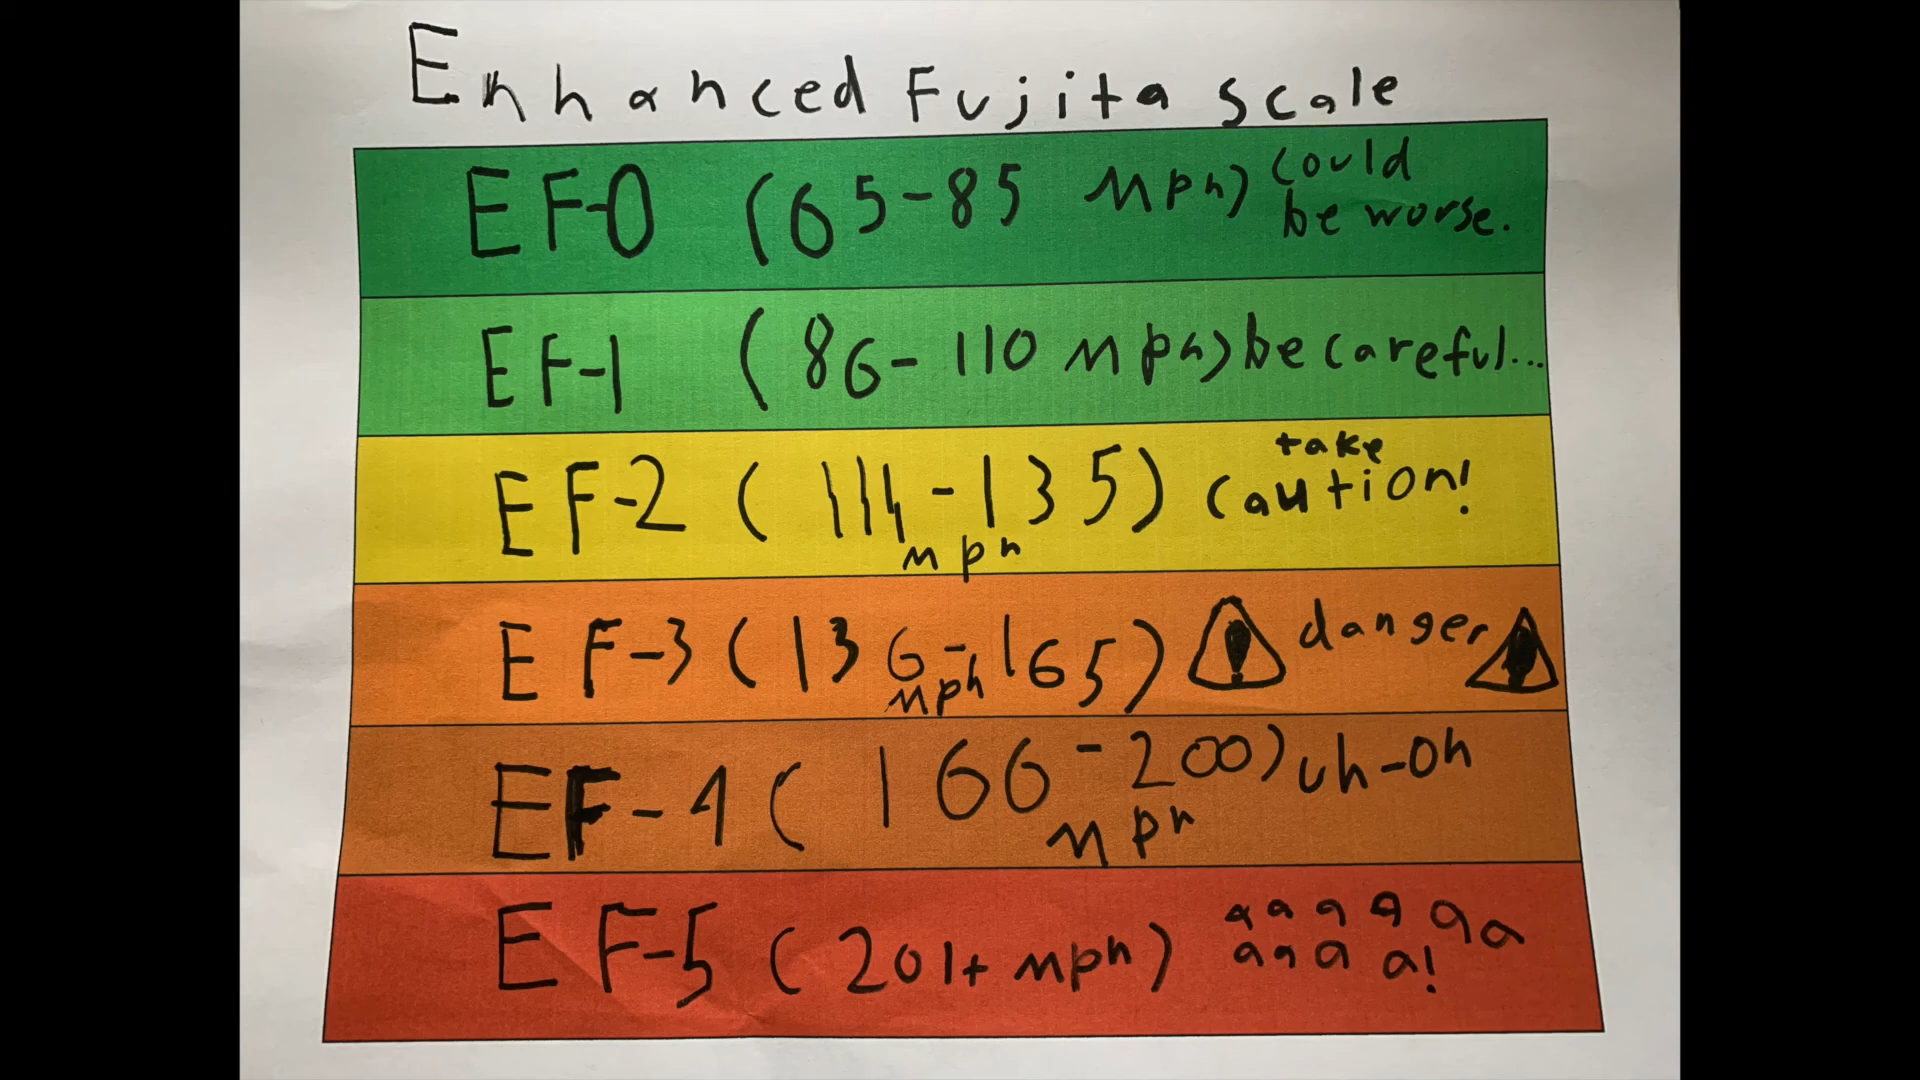 Enhanced Fujita scale
EF-0 (65-85 mph) could
be worse.
EF-1 (86-110 mph) be careful...
take
EF-2 (111-135) caution!
mph
EF-3 (136-165) danger
mph
EF-4 (166-200) uh-oh
mph
EF-5 (201+ mph) aaaaaa
aaaa!